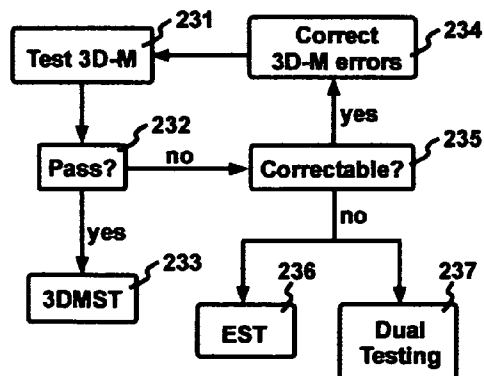 231
Test 3D-M
Correct
3D-M errors
234
232
Pass?
no
yes
Correctable?
235
yes
233
3DMST
no
236
EST
237
Dual
Testing